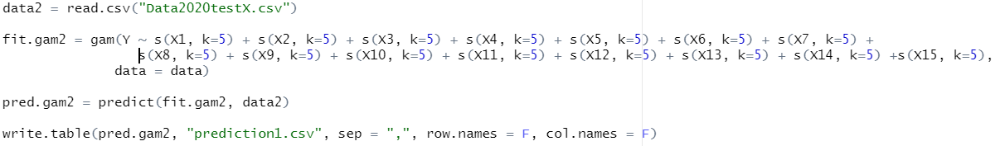 data2 = read.csv("Data2020testX.csv")
fit.gam2 = gam(Y ~ s(X1, k=5) + s(X2, k=5) + s(X3, k=5) + s(X4, k=5) + s(X5, k=5) + s(X6, k=5) + s(X7, k=5) +
s(X8, k=5) + s(X9, k=5) + s(X10, k=5) + s(X11, k=5) + s(X12, k=5) + s(X13, k=5) + s(X14, k=5) +s(X15, k=5),
data = data)
pred.gam2 = predict(fit.gam2, data2)
write.table(pred.gam2, "prediction1.csv", sep = ",", row.names = F, col.names = F)